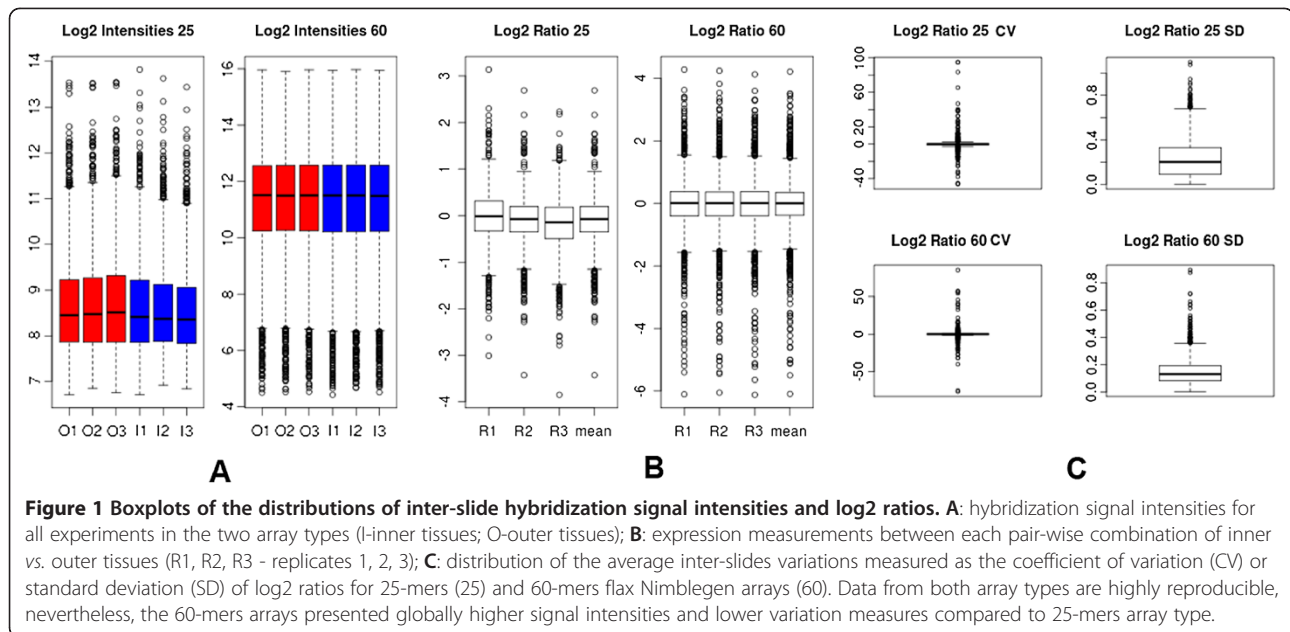 Log2 Intensities 25
Log2 Intensities 60
Log2 Ratio 25
Log2 Ratio 60
Log2 Ratio 25 CV
Log2 Ratio 25 SD
14
13
12
11
10
9
8
7
O1 O2 O3 I1 I2 I3
16
14
12
10
8
6
4
O1 O2 O3 I1 I2 I3
3
2
1
0
-1
-2
-3
-4
R1 R2 R3 mean
4
2
0
-2
-4
-6
R1 R2 R3 mean
100
80
60
40
20
0
-40
0.8
0.4
0.0
Log2 Ratio 60 CV
Log2 Ratio 60 SD
50
0
-50
0.8
0.6
0.4
0.2
0.0
A
B
C
Figure 1 Boxplots of the distributions of inter-slide hybridization signal intensities and log2 ratios. A: hybridization signal intensities for
all experiments in the two array types (I-inner tissues; O-outer tissues); B: expression measurements between each pair-wise combination of inner
vs. outer tissues (R1, R2, R3 - replicates 1, 2, 3); C: distribution of the average inter-slides variations measured as the coefficient of variation (CV) or
standard deviation (SD) of log2 ratios for 25-mers (25) and 60-mers flax Nimblegen arrays (60). Data from both array types are highly reproducible,
nevertheless, the 60-mers arrays presented globally higher signal intensities and lower variation measures compared to 25-mers array type.